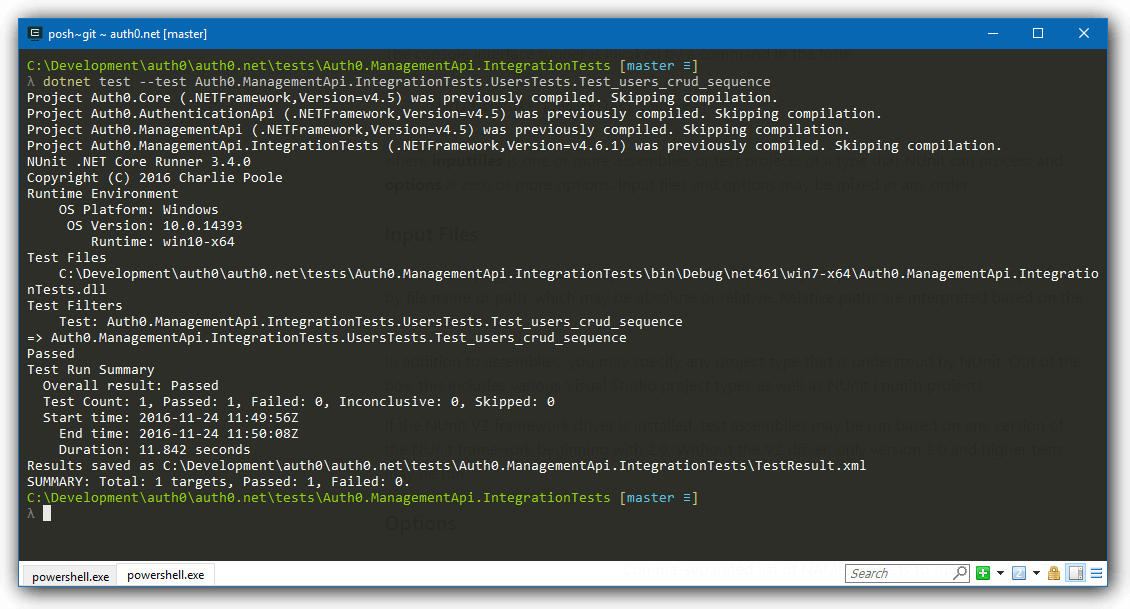 posh~git ~ auth0.net [master]
C:\Development\auth0\auth0.net\tests\Auth0.ManagementApi.IntegrationTests [master ≡]
λ dotnet test --test Auth0.ManagementApi.IntegrationTests.UsersTests.Test_users_crud_sequence
Project Auth0.Core (.NETFramework,Version=v4.5) was previously compiled. Skipping compilation.
Project Auth0.AuthenticationApi (.NETFramework,Version=v4.5) was previously compiled. Skipping compilation.
Project Auth0.ManagementApi (.NETFramework,Version=v4.5) was previously compiled. Skipping compilation.
Project Auth0.ManagementApi.IntegrationTests (.NETFramework,Version=v4.6.1) was previously compiled. Skipping compilation.
NUnit .NET Core Runner 3.4.0
Copyright (C) 2016 Charlie Poole
Runtime Environment
OS Platform: Windows
OS Version: 10.0.14393
Runtime: win10-x64
Test Files
C:\Development\auth0\auth0.net\tests\Auth0.ManagementApi.IntegrationTests\bin\Debug\net461\win7-x64\Auth0.ManagementApi.Integratio
nTests.dll
Test Filters
Test: Auth0.ManagementApi.IntegrationTests.UsersTests.Test_users_crud_sequence
=> Auth0.ManagementApi.IntegrationTests.UsersTests.Test_users_crud_sequence
Passed
Test Run Summary
Overall result: Passed
Test Count: 1, Passed: 1, Failed: 0, Inconclusive: 0, Skipped: 0
Start time: 2016-11-24 11:49:56Z
End time: 2016-11-24 11:50:08Z
Duration: 11.842 seconds
Results saved as C:\Development\auth0\auth0.net\tests\Auth0.ManagementApi.IntegrationTests\TestResult.xml
SUMMARY: Total: 1 targets, Passed: 1, Failed: 0.
C:\Development\auth0\auth0.net\tests\Auth0.ManagementApi.IntegrationTests [master ≡]
λ
Input Files
Options
powershell.exe
powershell.exe
Search